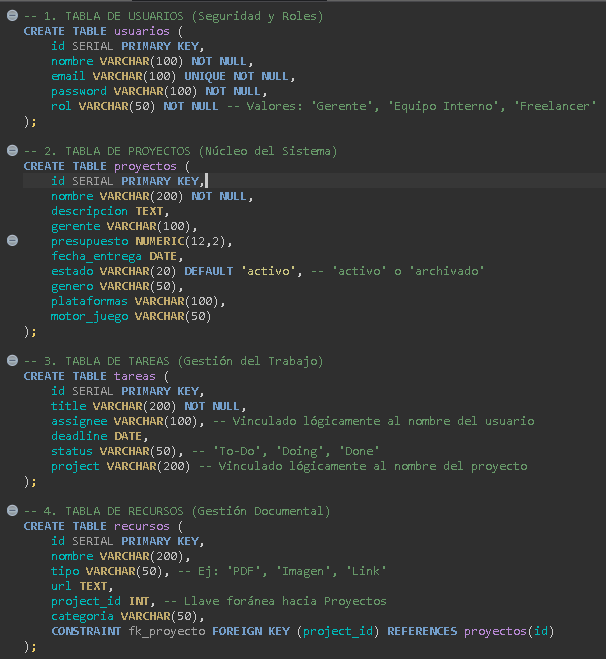 -- 1. TABLA DE USUARIOS (Seguridad y Roles)
CREATE TABLE usuarios (
    id SERIAL PRIMARY KEY,
    nombre VARCHAR(100) NOT NULL,
    email VARCHAR(100) UNIQUE NOT NULL,
    password VARCHAR(100) NOT NULL,
    rol VARCHAR(50) NOT NULL -- Valores: 'Gerente', 'Equipo Interno', 'Freelancer'
);
-- 2. TABLA DE PROYECTOS (Núcleo del Sistema)
CREATE TABLE proyectos (
    id SERIAL PRIMARY KEY,
    nombre VARCHAR(200) NOT NULL,
    descripcion TEXT,
    gerente VARCHAR(100),
    presupuesto NUMERIC(12,2),
    fecha_entrega DATE,
    estado VARCHAR(20) DEFAULT 'activo', -- 'activo' o 'archivado'
    genero VARCHAR(50),
    plataformas VARCHAR(100),
    motor_juego VARCHAR(50)
);
-- 3. TABLA DE TAREAS (Gestión del Trabajo)
CREATE TABLE tareas (
    id SERIAL PRIMARY KEY,
    title VARCHAR(200) NOT NULL,
    assignee VARCHAR(100), -- Vinculado lógicamente al nombre del usuario
    deadline DATE,
    status VARCHAR(50), -- 'To-Do', 'Doing', 'Done'
    project VARCHAR(200) -- Vinculado lógicamente al nombre del proyecto
);
-- 4. TABLA DE RECURSOS (Gestión Documental)
CREATE TABLE recursos (
    id SERIAL PRIMARY KEY,
    nombre VARCHAR(200),
    tipo VARCHAR(50), -- Ej: 'PDF', 'Imagen', 'Link'
    url TEXT,
    project_id INT, -- Llave foránea hacia Proyectos
    categoria VARCHAR(50),
    CONSTRAINT fk_proyecto FOREIGN KEY (project_id) REFERENCES proyectos(id)
);